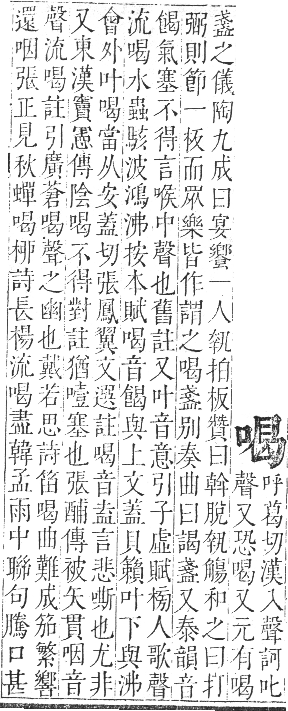 喝
呼葛切漢入聲訶叱
聲又恐喝又元有喝
盞之儀陶九成曰宴饗一人執拍板贊曰斡脫執觴和之曰打
弼則節一板而眾樂皆作謂之喝盞别奏曲曰謁盞又泰韻音
餲氣塞不得言喉中聲也舊註又叶音意引子虛賦榜人歌聲
流喝水蟲駭波鴻沸按本賦喝音餲與上文蓋貝籟叶下與沸
會外叶喝當从安蓋切張鳳翼文選註喝音盇言悲嘶也尤非
又東漢竇憲傳陰喝不得對註猶噎塞也張酺傳被矢貫咽音
聲流喝註引廣蒼喝聲之幽也戴若思詩笛喝曲難成笳繁響
還咽張正見秋蟬喝柳詩長楊流喝盡韓孟雨中聯句騰口甚